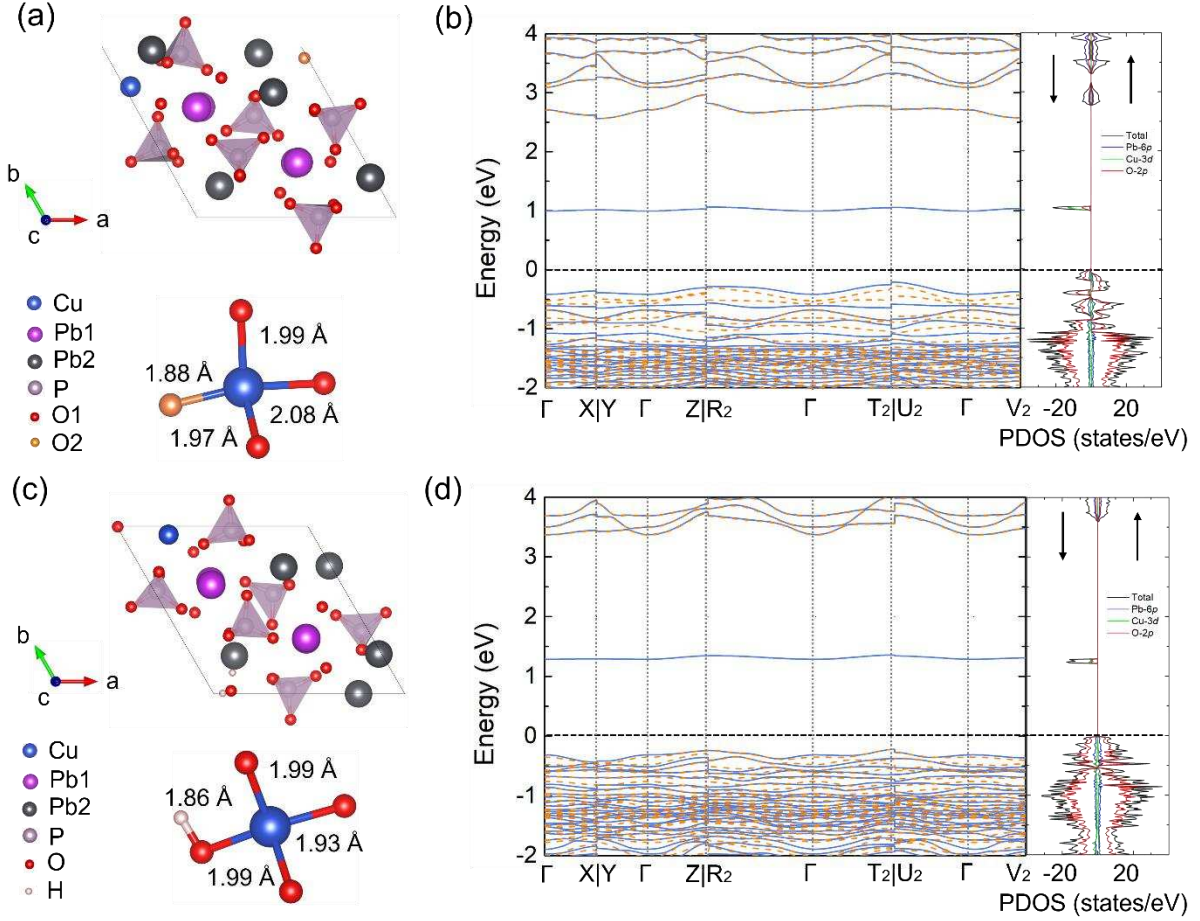 (a)
b
a
c
Cu
Pb1
Pb2
P
O1
O2
1.99 Å
1.88 Å
2.08 Å
1.97 Å
(b)
Energy (eV)
4
3
2
1
0
-1
-2
Γ X|Y Γ Z|R₂ Γ T₂|U₂ Γ V₂
Total
Pb-6p
Cu-3d
O-2p
-20 20
PDOS (states/eV)
(c)
b
a
c
Cu
Pb1
Pb2
P
O
H
1.99 Å
1.86 Å
1.93 Å
1.99 Å
(d)
Energy (eV)
4
3
2
1
0
-1
-2
Γ X|Y Γ Z|R₂ Γ T₂|U₂ Γ V₂
Total
Pb-6p
Cu-3d
O-2p
-20 20
PDOS (states/eV)